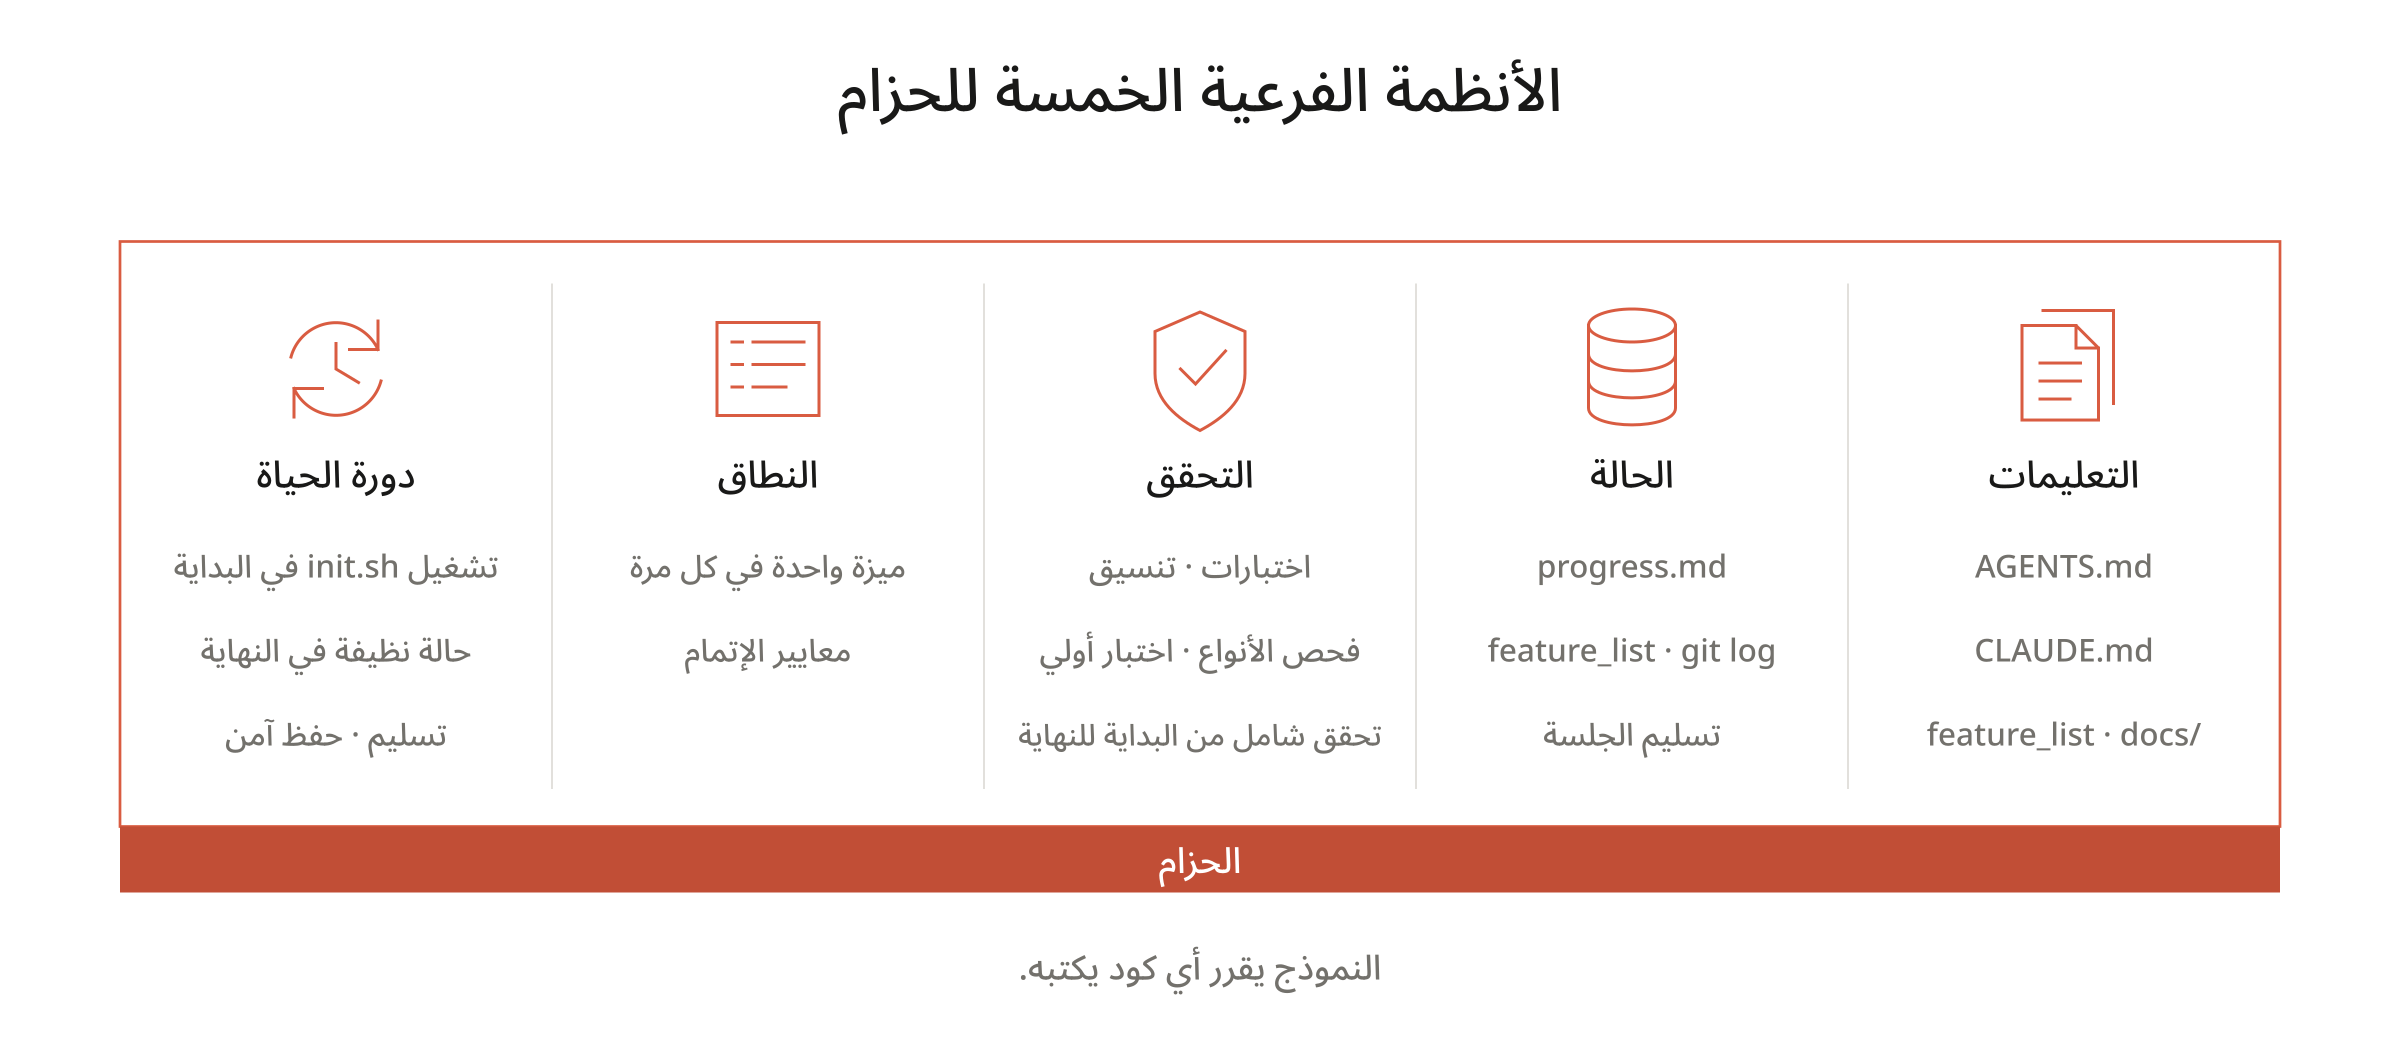 الأنظمة الفرعية الخمسة للحزام
التعليمات
AGENTS.md
CLAUDE.md
feature_list · docs/
الحالة
progress.md
feature_list · git log
تسليم الجلسة
التحقق
اختبارات · تنسيق
فحص الأنواع · اختبار أولي
تحقق شامل من البداية للنهاية
النطاق
ميزة واحدة في كل مرة
معايير الإتمام
دورة الحياة
تشغيل init.sh في البداية
حالة نظيفة في النهاية
تسليم · حفظ آمن
الحزام
النموذج يقرر أي كود يكتبه.